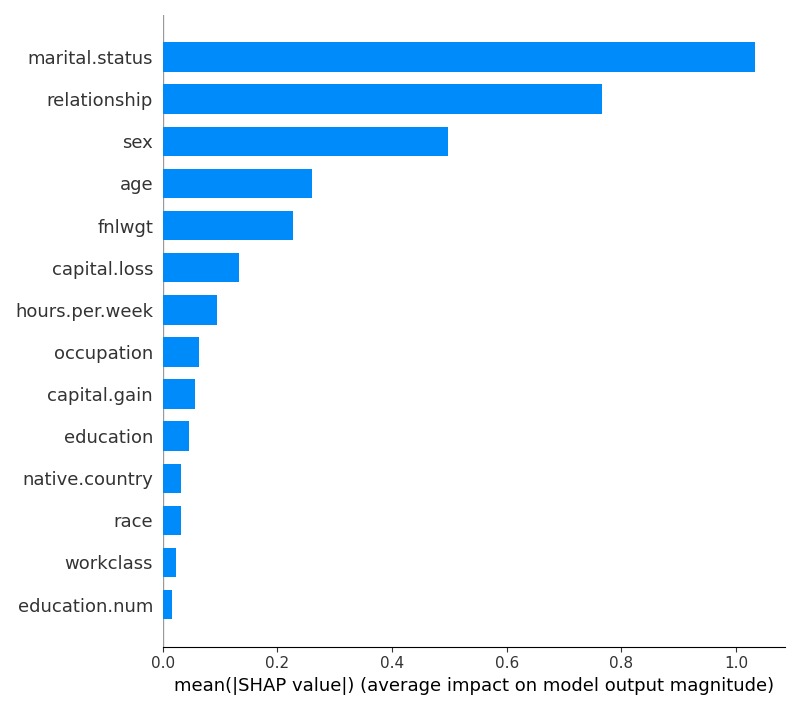 marital.status
relationship
sex
age
fnlwgt
capital.loss
hours.per.week
occupation
capital.gain
education
native.country
race
workclass
education.num
0.0 0.2 0.4 0.6 0.8 1.0
mean(|SHAP value|) (average impact on model output magnitude)